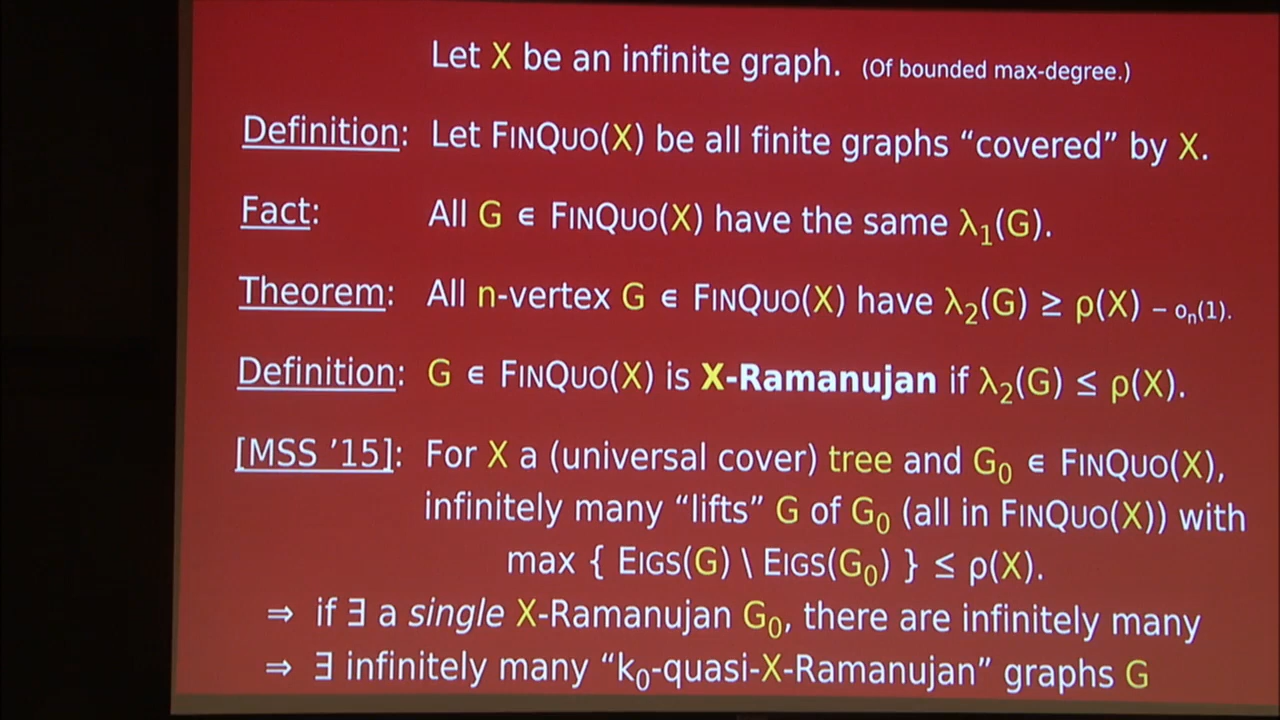 Let X be an infinite graph. (Of bounded max-degree.)
Definition: Let FINQUO(X) be all finite graphs “covered” by X.
Fact: All G ∈ FINQUO(X) have the same λ₁(G).
Theorem: All n-vertex G ∈ FINQUO(X) have λ₂(G) ≥ ρ(X) – oₙ(1).
Definition: G ∈ FINQUO(X) is X-Ramanujan if λ₂(G) ≤ ρ(X).
[MSS ’15]: For X a (universal cover) tree and G₀ ∈ FINQUO(X),
infinitely many “lifts” G of G₀ (all in FINQUO(X)) with
max { EIGS(G) \ EIGS(G₀) } ≤ ρ(X).
⇒ if ∃ a single X-Ramanujan G₀, there are infinitely many
⇒ ∃ infinitely many “k₀-quasi-X-Ramanujan” graphs G